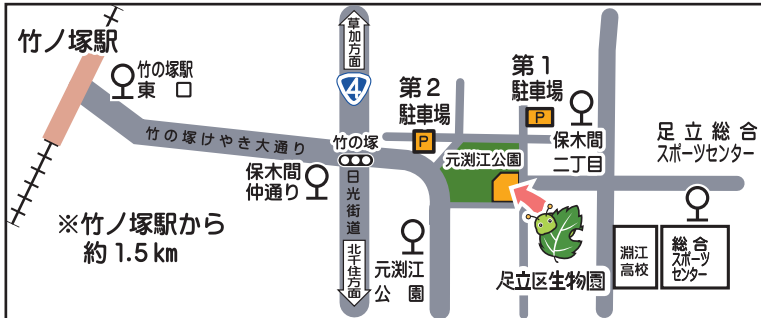 竹ノ塚駅
竹の塚駅
東口
竹の塚けやき大通り
草加方面
4
竹の塚
日光街道
北千住方面
保木間
仲通り
※竹ノ塚駅から
約1.5km
第2
駐車場
P
第1
駐車場
P
保木間
二丁目
足立総合
スポーツセンター
元渕江公園
元渕江
公園
足立区生物園
淵江
高校
総合
スポーツ
センター